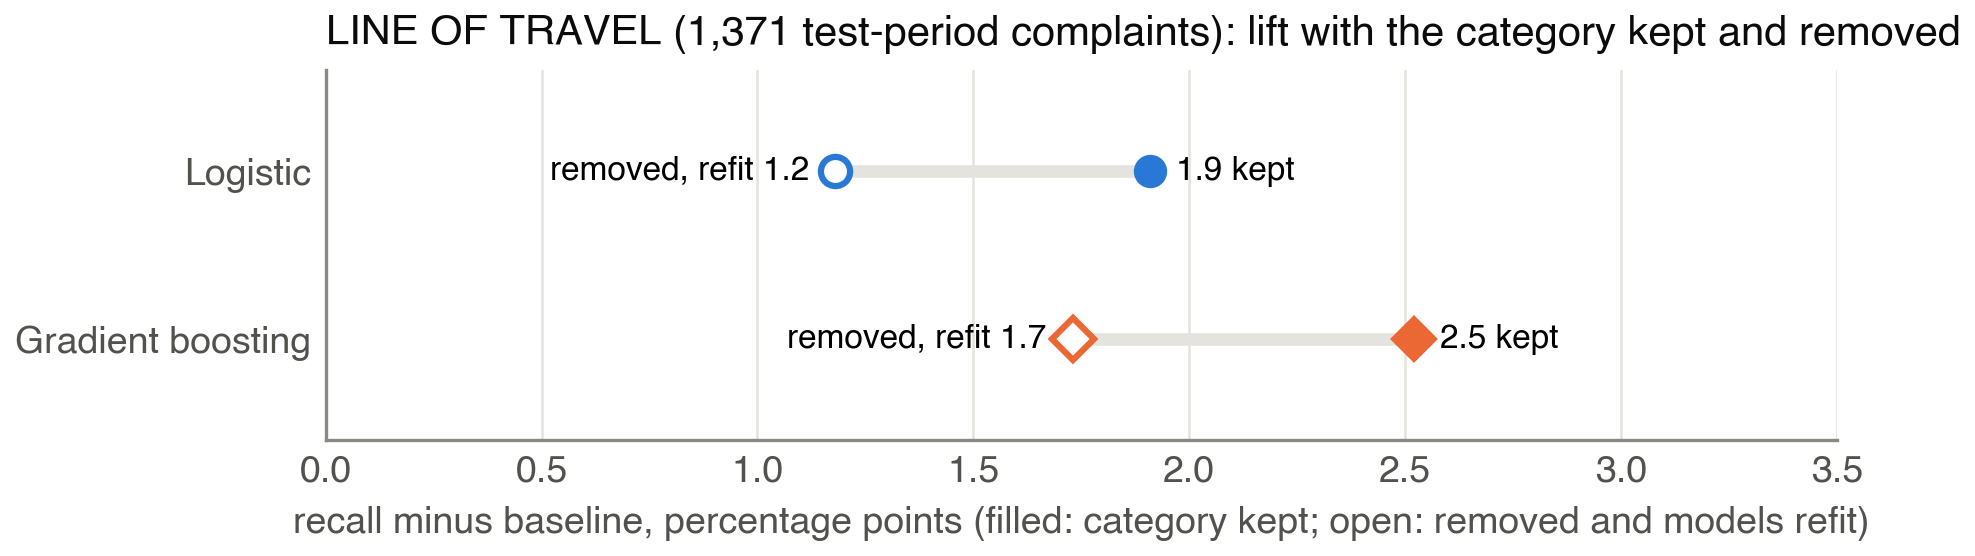 LINE OF TRAVEL (1,371 test-period complaints): lift with the category kept and removed
Logistic
removed, refit 1.2
1.9 kept
Gradient boosting
removed, refit 1.7
2.5 kept
0.0 0.5 1.0 1.5 2.0 2.5 3.0 3.5
recall minus baseline, percentage points (filled: category kept; open: removed and models refit)